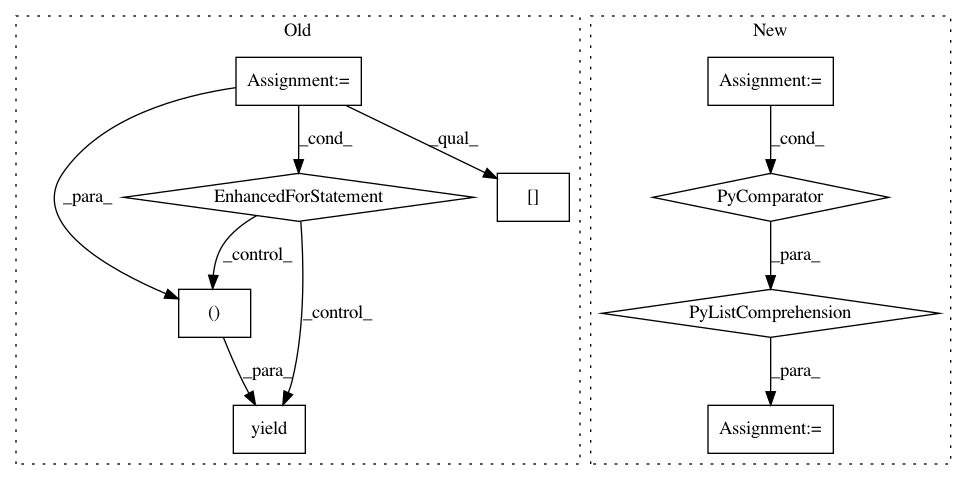 Old
New
Assignment:=
Assignment:=
_cond_
_qual_
_cond_
_para_
EnhancedForStatement
[]
PyComparator
_control_
_para_
()
_control_
PyListComprehension
_para_
_para_
yield
Assignment:=